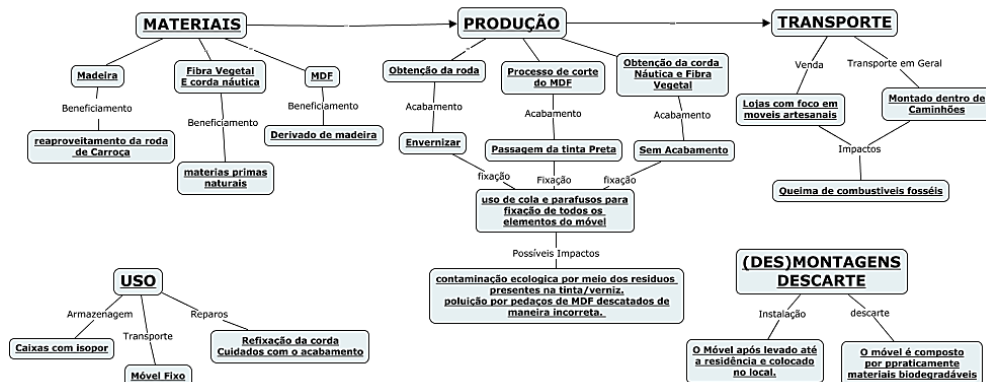 MATERIAIS
PRODUÇÃO
TRANSPORTE
Madeira
Fibra Vegetal
E corda náutica
MDF
Obtenção da roda
Processo de corte
do MDF
Obtenção da corda
Náutica e Fibra
Vegetal
Venda
Transporte em Geral
Beneficiamento
Beneficiamento
Beneficiamento
Acabamento
Acabamento
Acabamento
Lojas com foco em
moveis artesanais
Montado dentro de
Caminhões
reaproveitamento da roda
de Carroça
Derivado de madeira
Envernizar
Passagem da tinta Preta
Sem Acabamento
Impactos
materias primas
naturais
fixação
Fixação
fixação
Queima de combustiveis fosséis
uso de cola e parafusos para
fixação de todos os
elementos do móvel
Possíveis Impactos
contaminação ecologica por meio dos residuos
presentes na tinta/verniz.
poluição por pedaços de MDF descatados de
maneira incorreta.
USO
Armazenagem
Transporte
Reparos
Caixas com isopor
Móvel Fixo
Refixação da corda
Cuidados com o acabamento
(DES)MONTAGENS
DESCARTE
Instalação
descarte
O Móvel após levado até
a residência e colocado
no local.
O móvel é composto
por ppraticamente
materiais biodegradáveis